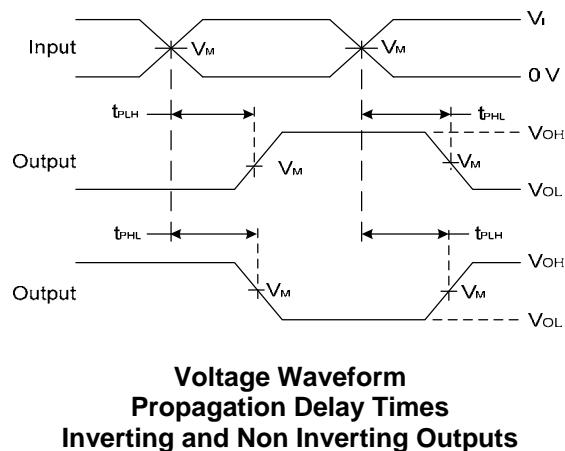 VI
Input
VM
VM
0 V
tPLH
tPHL
VOH
Output
VM
VM
VOL
tPHL
tPLH
VOH
Output
VM
VM
VOL
Voltage Waveform
Propagation Delay Times
Inverting and Non Inverting Outputs